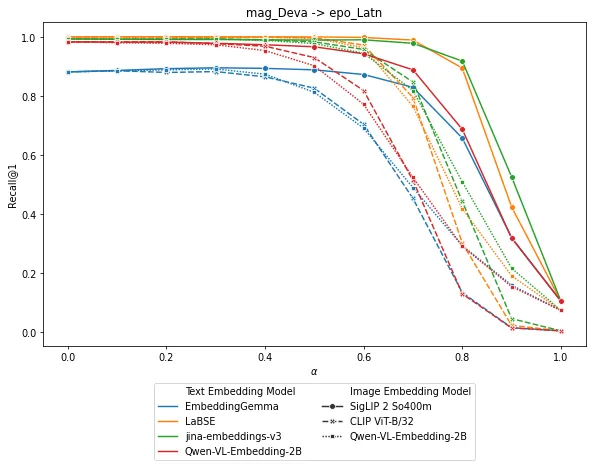 mag_Deva -> epo_Latn
1.0
0.8
0.6
0.4
0.2
0.0
Recall@1
0.0 0.2 0.4 0.6 0.8 1.0
α
Text Embedding Model Image Embedding Model
EmbeddingGemma SigLIP 2 So400m
LaBSE CLIP ViT-B/32
jina-embeddings-v3 Qwen-VL-Embedding-2B
Qwen-VL-Embedding-2B